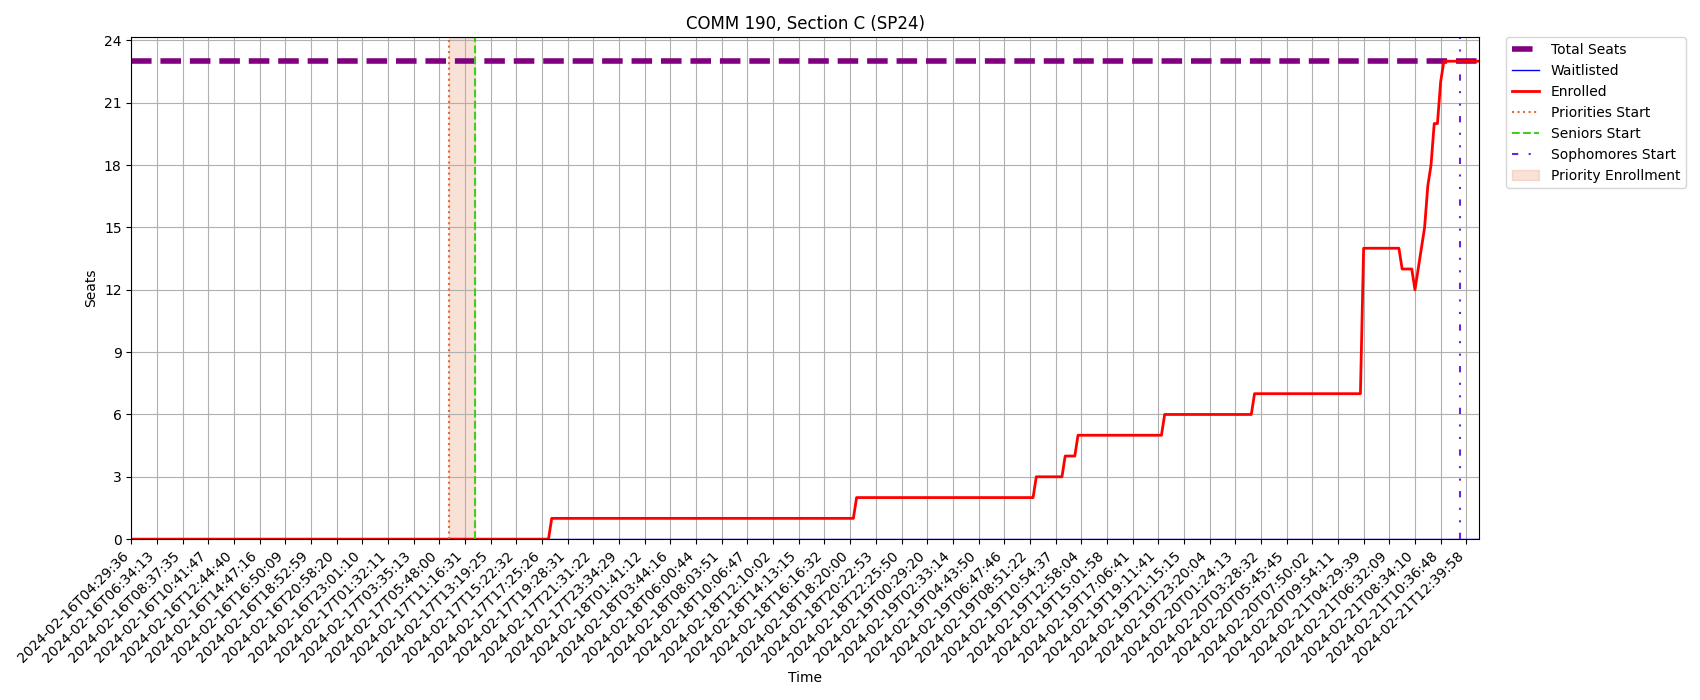 COMM 190, Section C (SP24)
Total Seats
Waitlisted
Enrolled
Priorities Start
Seniors Start
Sophomores Start
Priority Enrollment
Seats
24
21
18
15
12
9
6
3
0
2024-02-16T04:29:36
2024-02-16T06:34:13
2024-02-16T08:37:35
2024-02-16T10:41:47
2024-02-16T12:44:40
2024-02-16T14:47:16
2024-02-16T16:50:09
2024-02-16T18:52:59
2024-02-16T20:58:20
2024-02-16T23:01:10
2024-02-17T01:32:11
2024-02-17T03:35:13
2024-02-17T05:48:00
2024-02-17T11:16:31
2024-02-17T13:19:25
2024-02-17T15:22:32
2024-02-17T17:25:26
2024-02-17T19:28:31
2024-02-17T21:31:22
2024-02-17T23:34:29
2024-02-18T01:41:12
2024-02-18T03:44:16
2024-02-18T06:00:44
2024-02-18T08:03:51
2024-02-18T10:06:47
2024-02-18T12:10:02
2024-02-18T14:13:15
2024-02-18T16:16:32
2024-02-18T18:20:00
2024-02-18T20:22:53
2024-02-18T22:25:50
2024-02-19T00:29:20
2024-02-19T02:33:14
2024-02-19T04:43:50
2024-02-19T06:47:46
2024-02-19T08:51:22
2024-02-19T10:54:37
2024-02-19T12:58:04
2024-02-19T15:01:58
2024-02-19T17:06:41
2024-02-19T19:11:41
2024-02-19T21:15:15
2024-02-19T23:20:04
2024-02-20T01:24:13
2024-02-20T03:28:32
2024-02-20T05:45:45
2024-02-20T07:50:02
2024-02-20T09:54:11
2024-02-21T04:29:39
2024-02-21T06:32:09
2024-02-21T08:34:10
2024-02-21T10:36:48
2024-02-21T12:39:58
Time